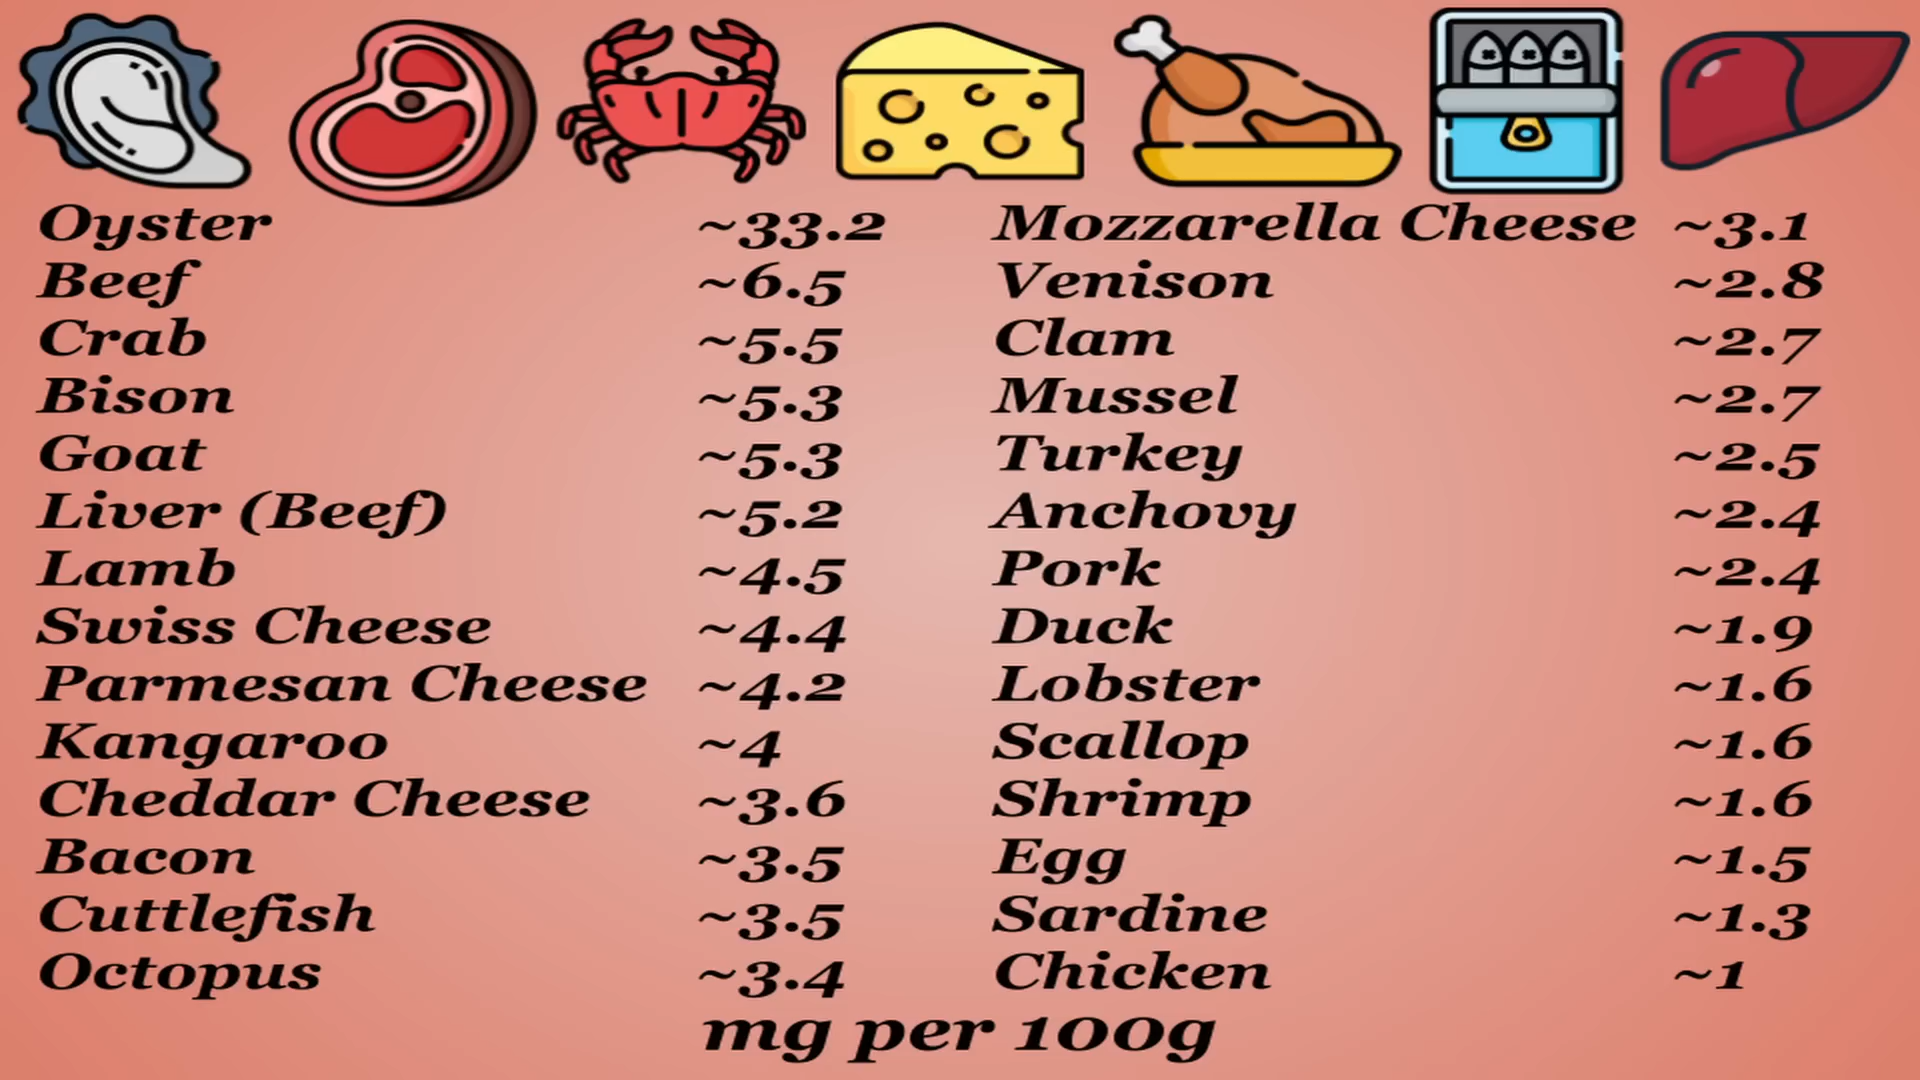 Oyster ~33.2 Mozzarella Cheese ~3.1
Beef ~6.5 Venison ~2.8
Crab ~5.5 Clam ~2.7
Bison ~5.3 Mussel ~2.7
Goat ~5.3 Turkey ~2.5
Liver (Beef) ~5.2 Anchovy ~2.4
Lamb ~4.5 Pork ~2.4
Swiss Cheese ~4.4 Duck ~1.9
Parmesan Cheese ~4.2 Lobster ~1.6
Kangaroo ~4 Scallop ~1.6
Cheddar Cheese ~3.6 Shrimp ~1.6
Bacon ~3.5 Egg ~1.5
Cuttlefish ~3.5 Sardine ~1.3
Octopus ~3.4 Chicken ~1
mg per 100g